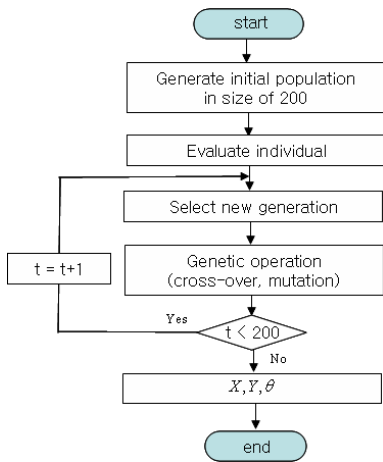 start
Generate initial population
in size of 200
Evaluate individual
Select new generation
t = t+1
Genetic operation
(cross-over, mutation)
Yes
t < 200
No
X,Y,θ
end